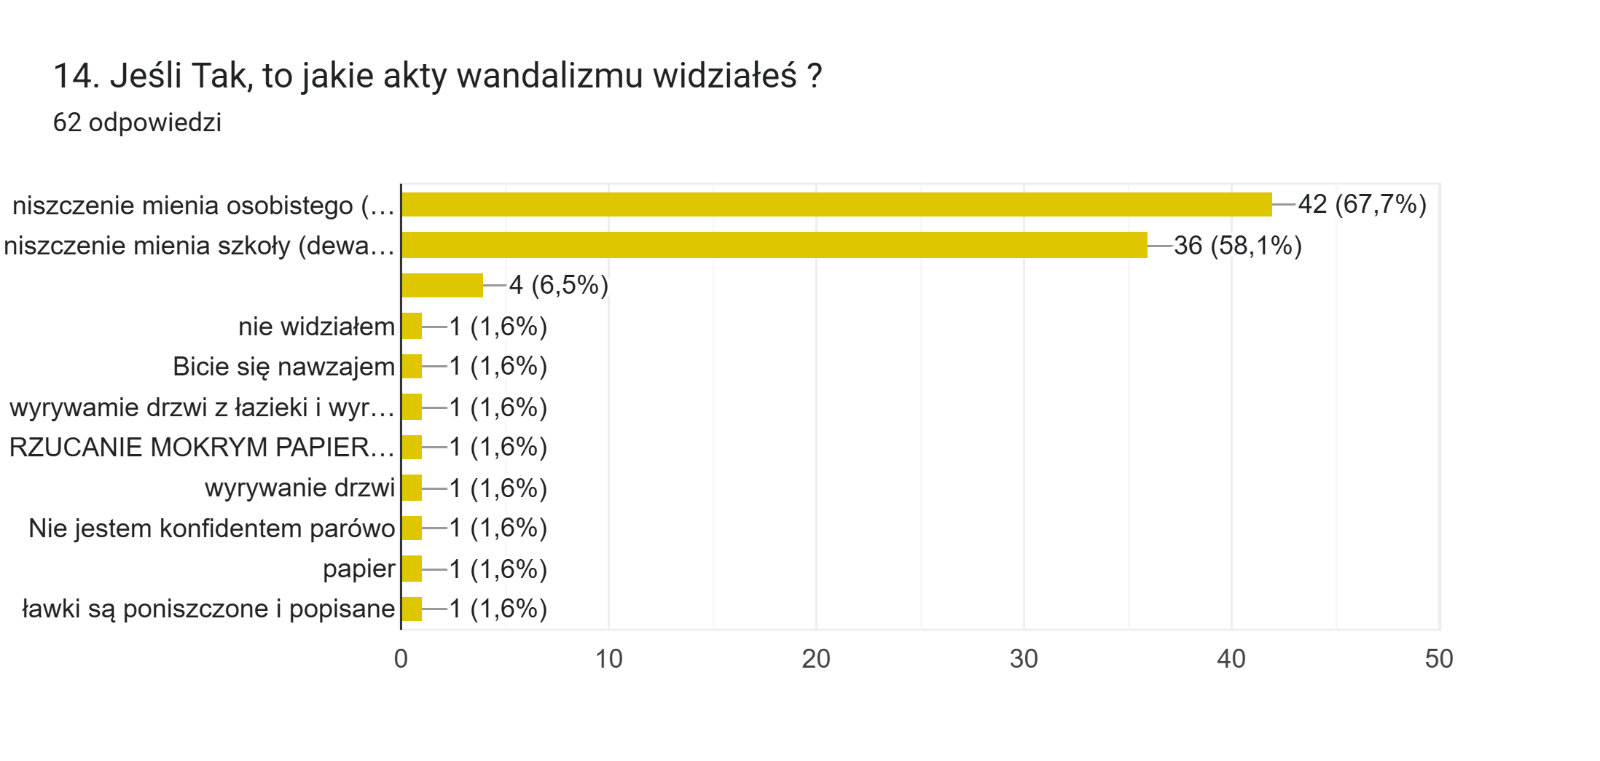 14. Jeśli Tak, to jakie akty wandalizmu widziałeś ?
62 odpowiedzi
niszczenie mienia osobistego (… 42 (67,7%)
niszczenie mienia szkoły (dewa… 36 (58,1%)
4 (6,5%)
nie widziałem 1 (1,6%)
Bicie się nawzajem 1 (1,6%)
wyrywamie drzwi z łazieki i wyr… 1 (1,6%)
RZUCANIE MOKRYM PAPIER… 1 (1,6%)
wyrywanie drzwi 1 (1,6%)
Nie jestem konfidentem parówo 1 (1,6%)
papier 1 (1,6%)
ławki są poniszczone i popisane 1 (1,6%)
0 10 20 30 40 50